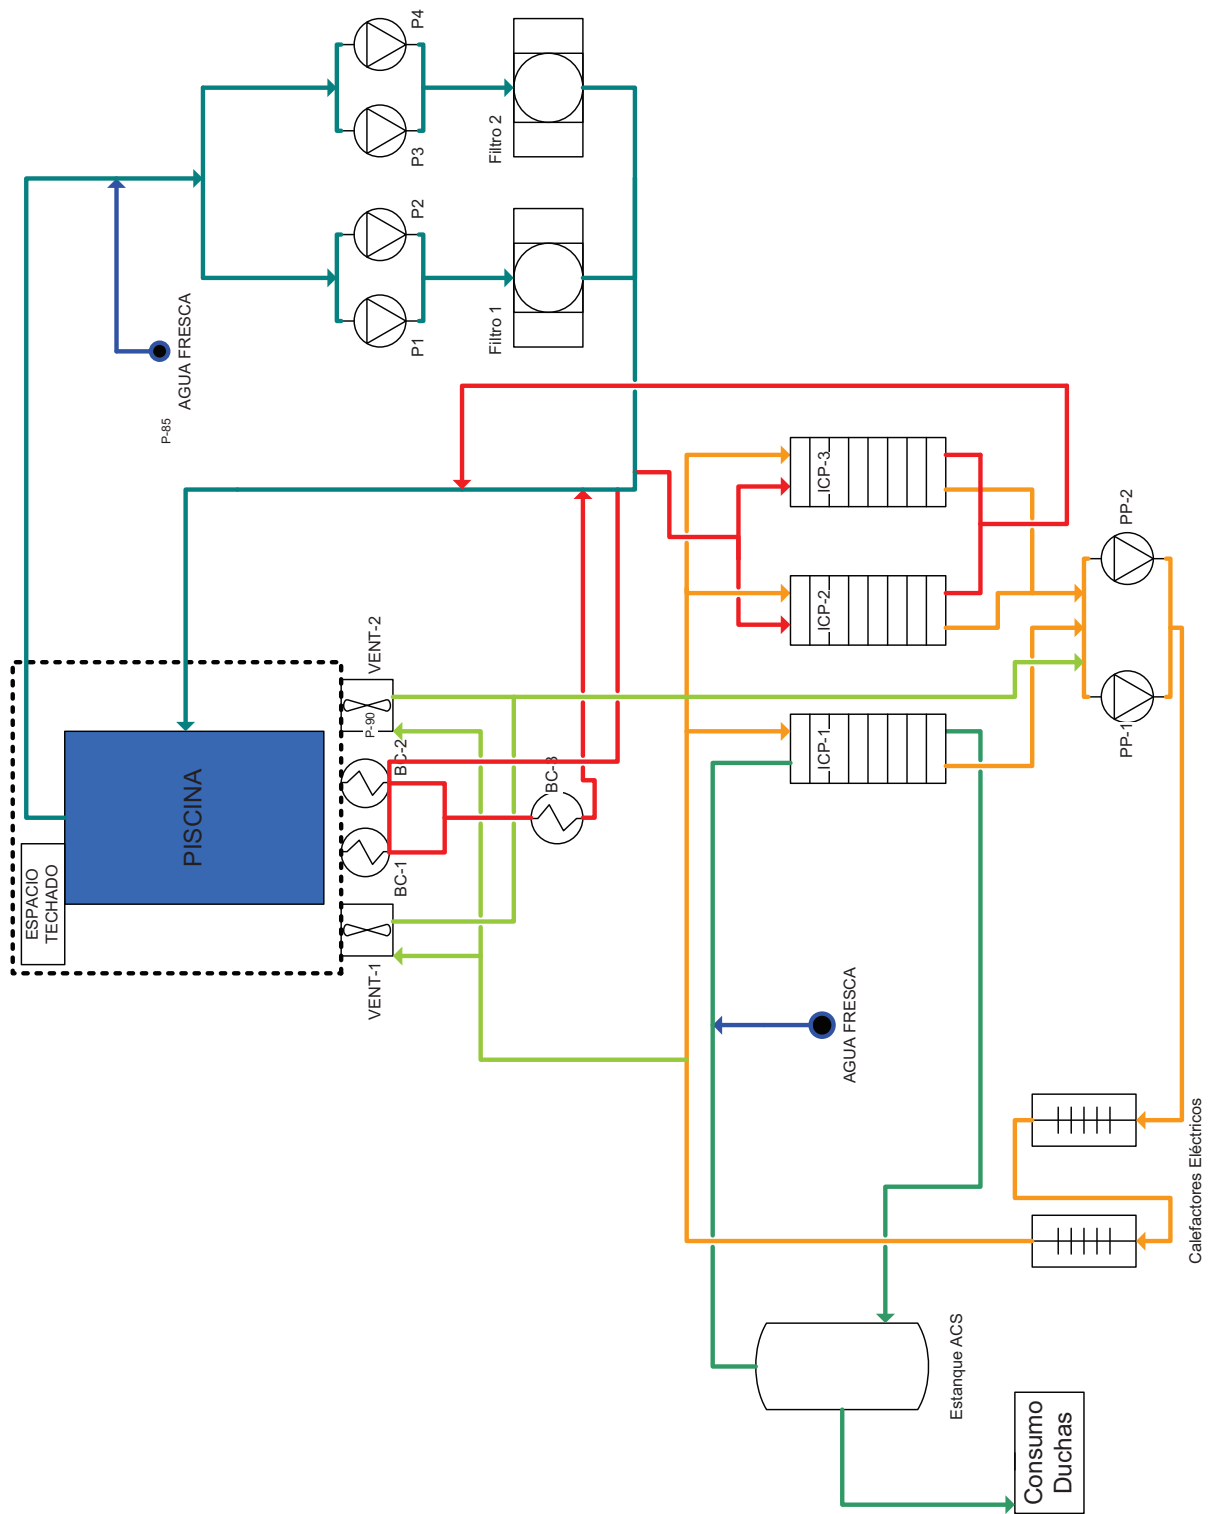 P4
P3
P2
P1
Filtro 2
Filtro 1
AGUA FRESCA
P-85
ESPACIO
TECHADO
PISCINA
VENT-2
P-90
BC-2
BC-1
VENT-1
BC-3
ICP-3
ICP-2
ICP-1
PP-2
PP-1
AGUA FRESCA
Calefactores Eléctricos
Estanque ACS
Consumo
Duchas